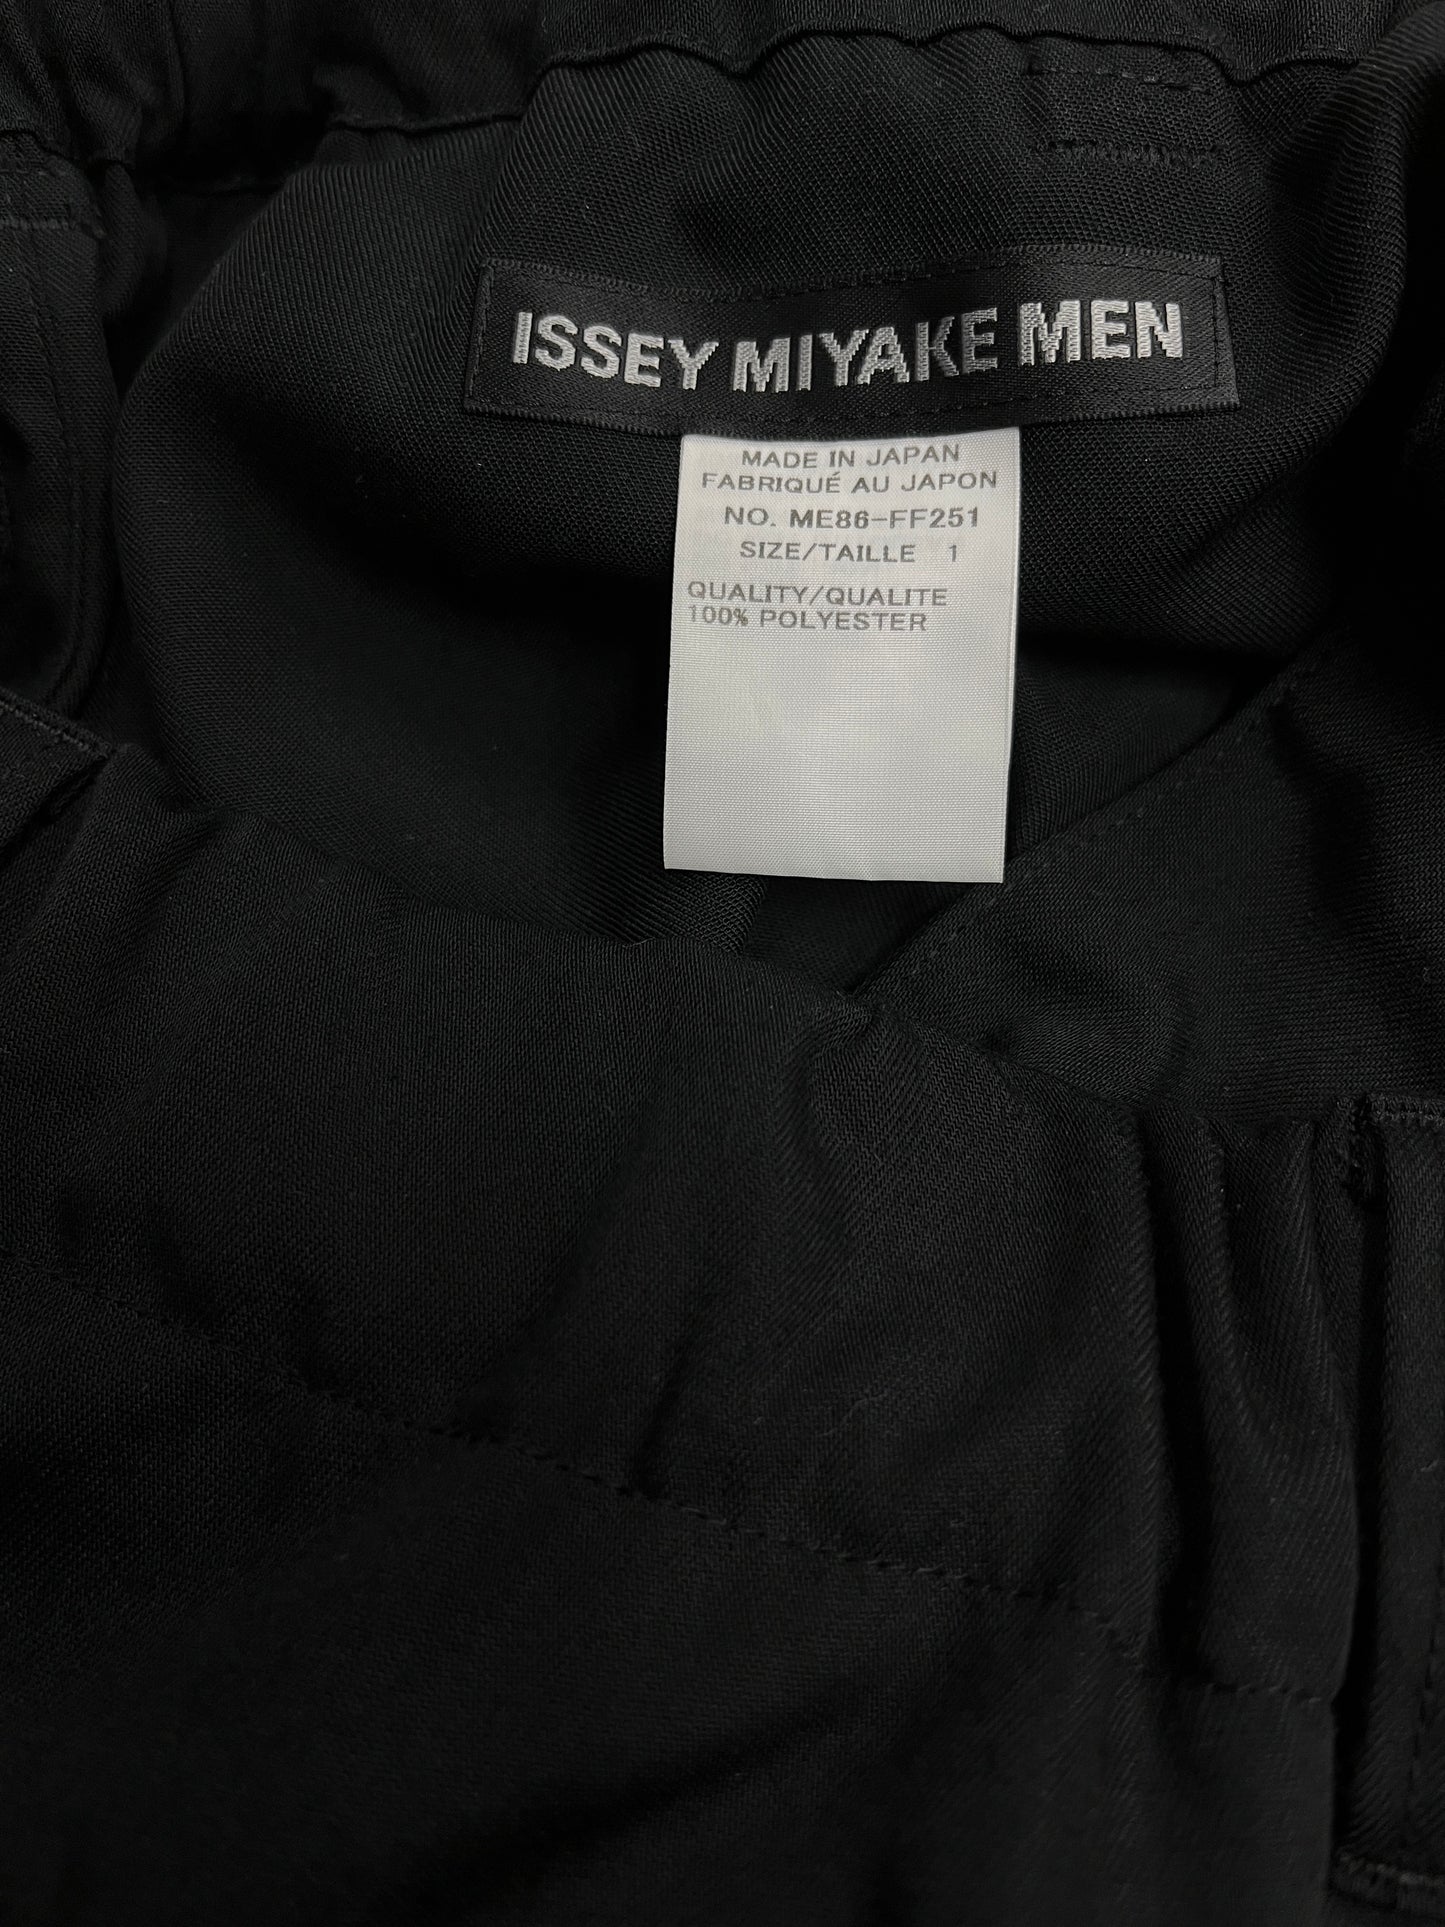 ISSEY MIYAKE MEN
MADE IN JAPAN
FABRIQUÉ AU JAPON
NO. ME86-FF251
SIZE/TAILLE 1
QUALITY/QUALITE
100% POLYESTER